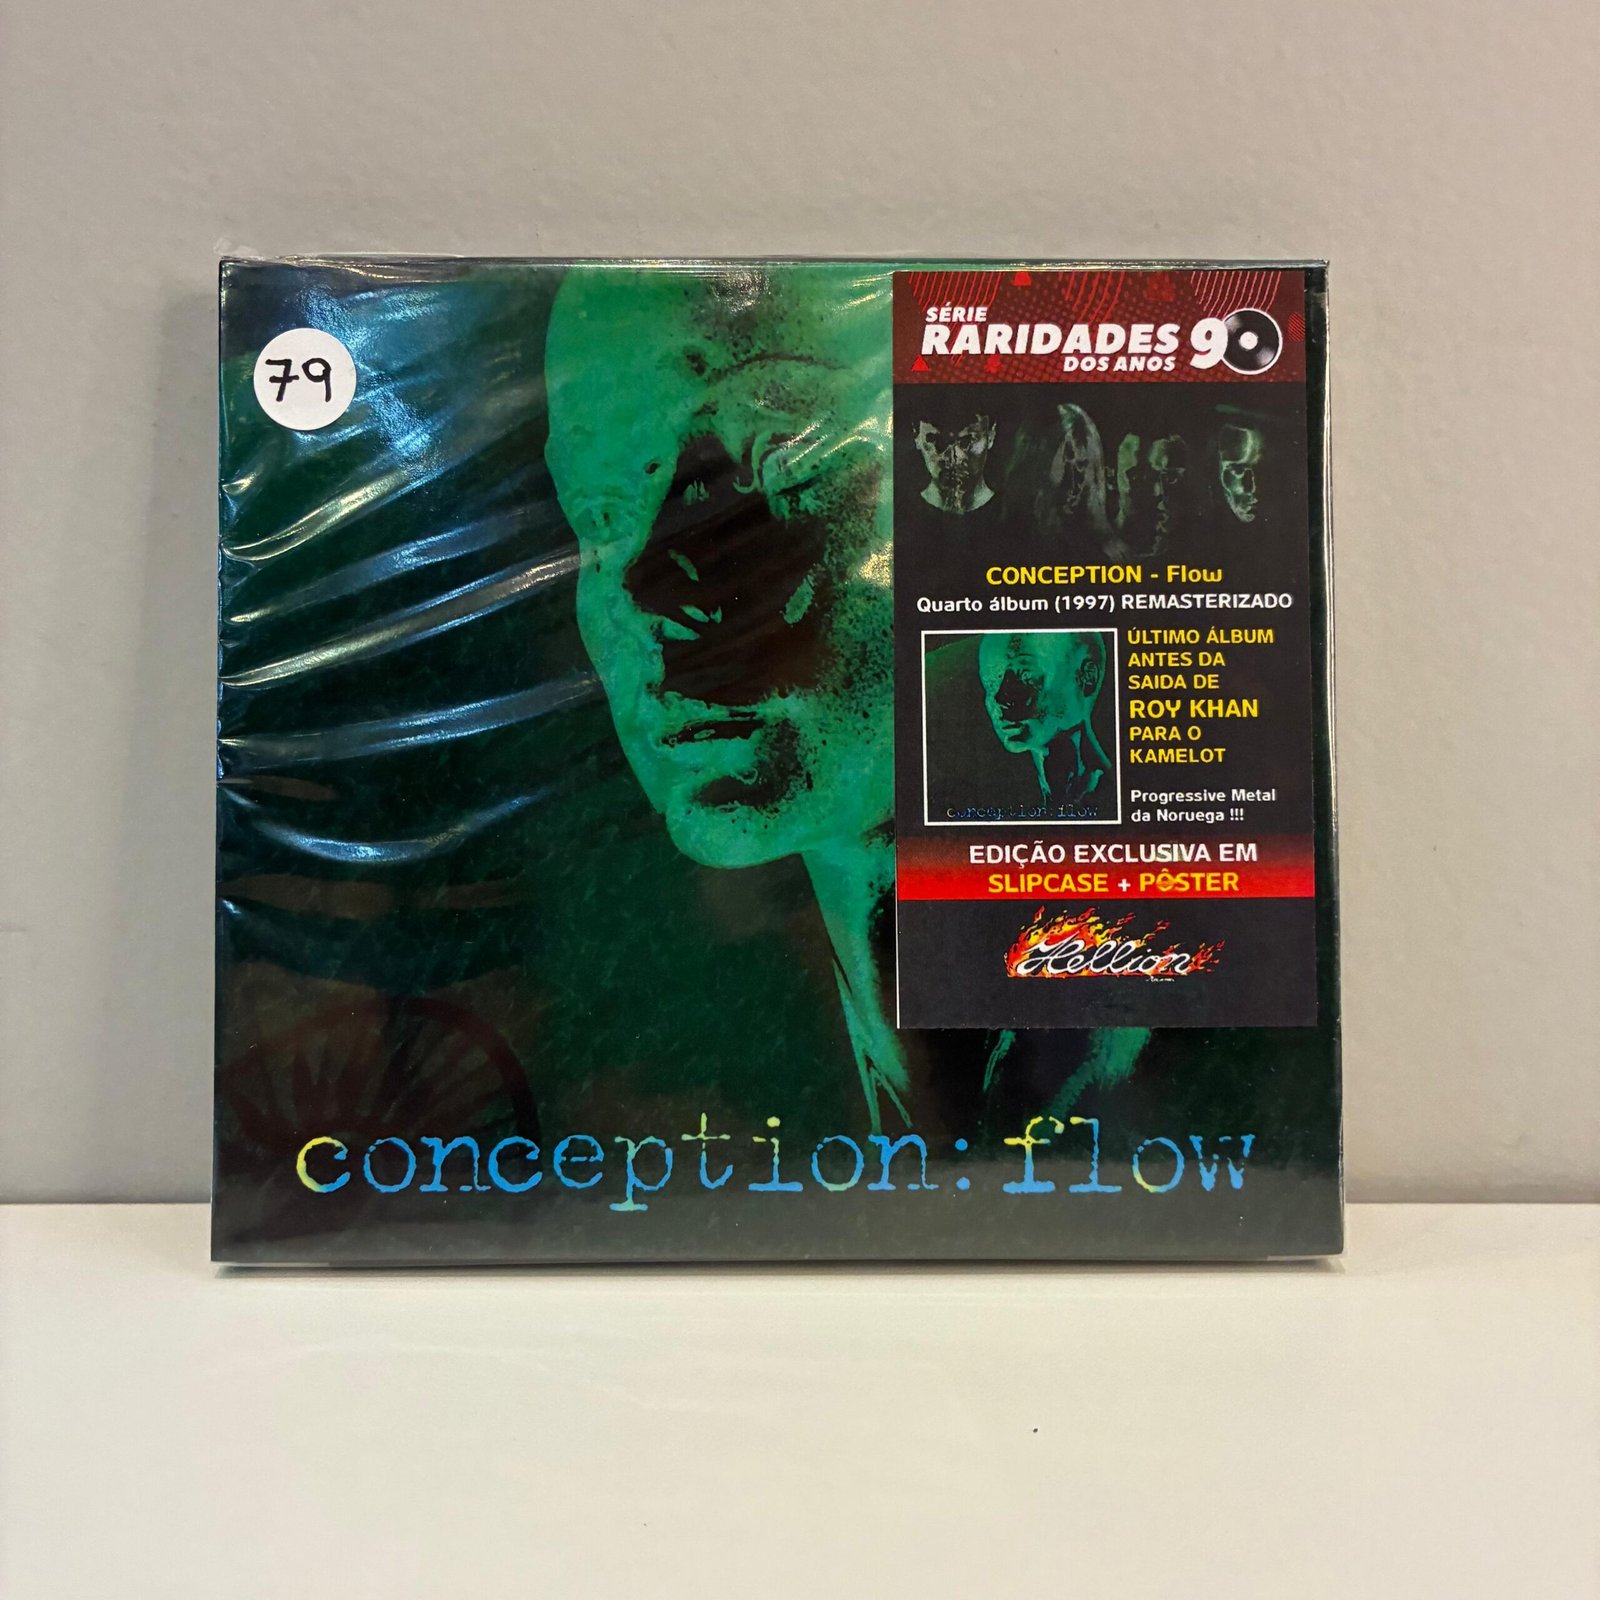 79
SÉRIE
RARIDADES 90
DOS ANOS
CONCEPTION - Flow
Quarto álbum (1997) REMASTERIZADO
ÚLTIMO ÁLBUM
ANTES DA
SAIDA DE
ROY KHAN
PARA O
KAMELOT
conception:flow
Progressive Metal
da Noruega !!!
EDIÇÃO EXCLUSIVA EM
SLIPCASE + PÔSTER
Hellion
conception:flow